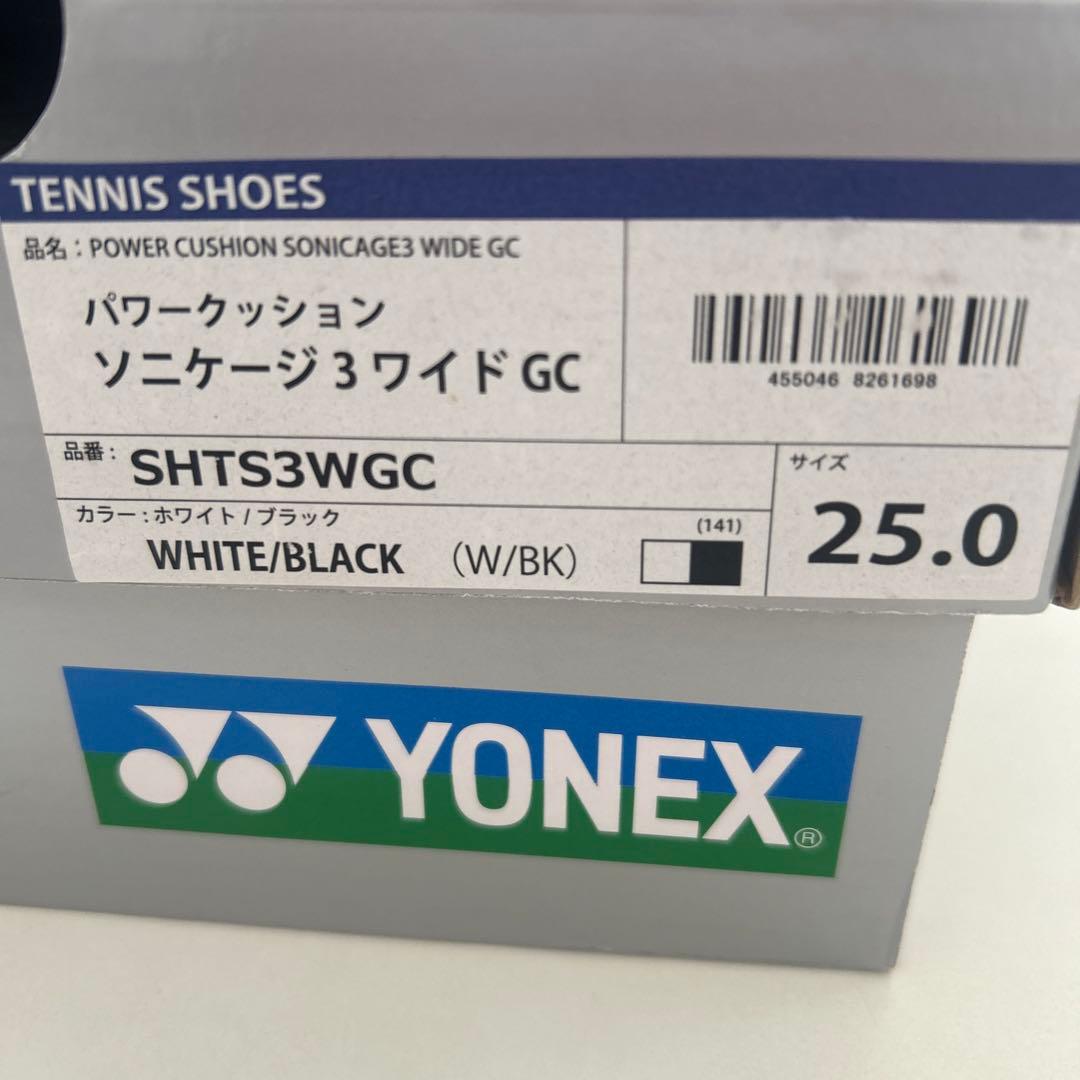 TENNIS SHOES
品名：POWER CUSHION SONICAGE3 WIDE GC
パワークッション
ソニケージ 3 ワイド GC
455046 8261698
品番：
SHTS3WGC
サイズ
25.0
カラー：ホワイト / ブラック
(141)
WHITE/BLACK （W/BK）
YONEX®